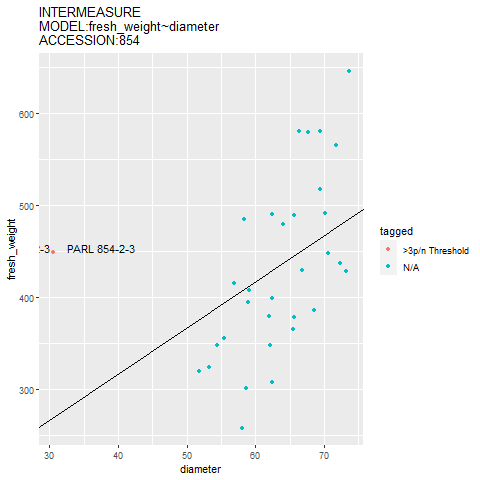 INTERMEASURE
MODEL:fresh_weight~diameter
ACCESSION:854
600
500
400
300
fresh_weight
-3
PARL 854-2-3
30
40
50
60
70
diameter
tagged
>3p/n Threshold
N/A